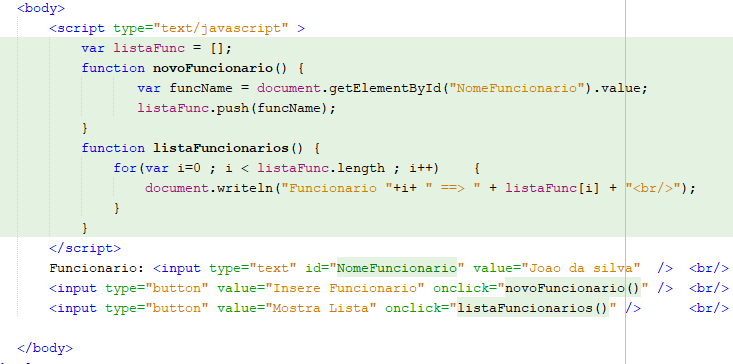 <body>
<script type="text/javascript" >
var listaFunc = [];
function novoFuncionario() {
var funcName = document.getElementById("NomeFuncionario").value;
listaFunc.push(funcName);
}
function listaFuncionarios() {
for(var i=0 ; i < listaFunc.length ; i++) {
document.writeln("Funcionario "+i+ " ==> " + listaFunc[i] + "<br/>");
}
}
</script>
Funcionario: <input type="text" id="NomeFuncionario" value="Joao da silva" /> <br/>
<input type="button" value="Insere Funcionario" onclick="novoFuncionario()" /> <br/>
<input type="button" value="Mostra Lista" onclick="listaFuncionarios()" /> <br/>
</body>